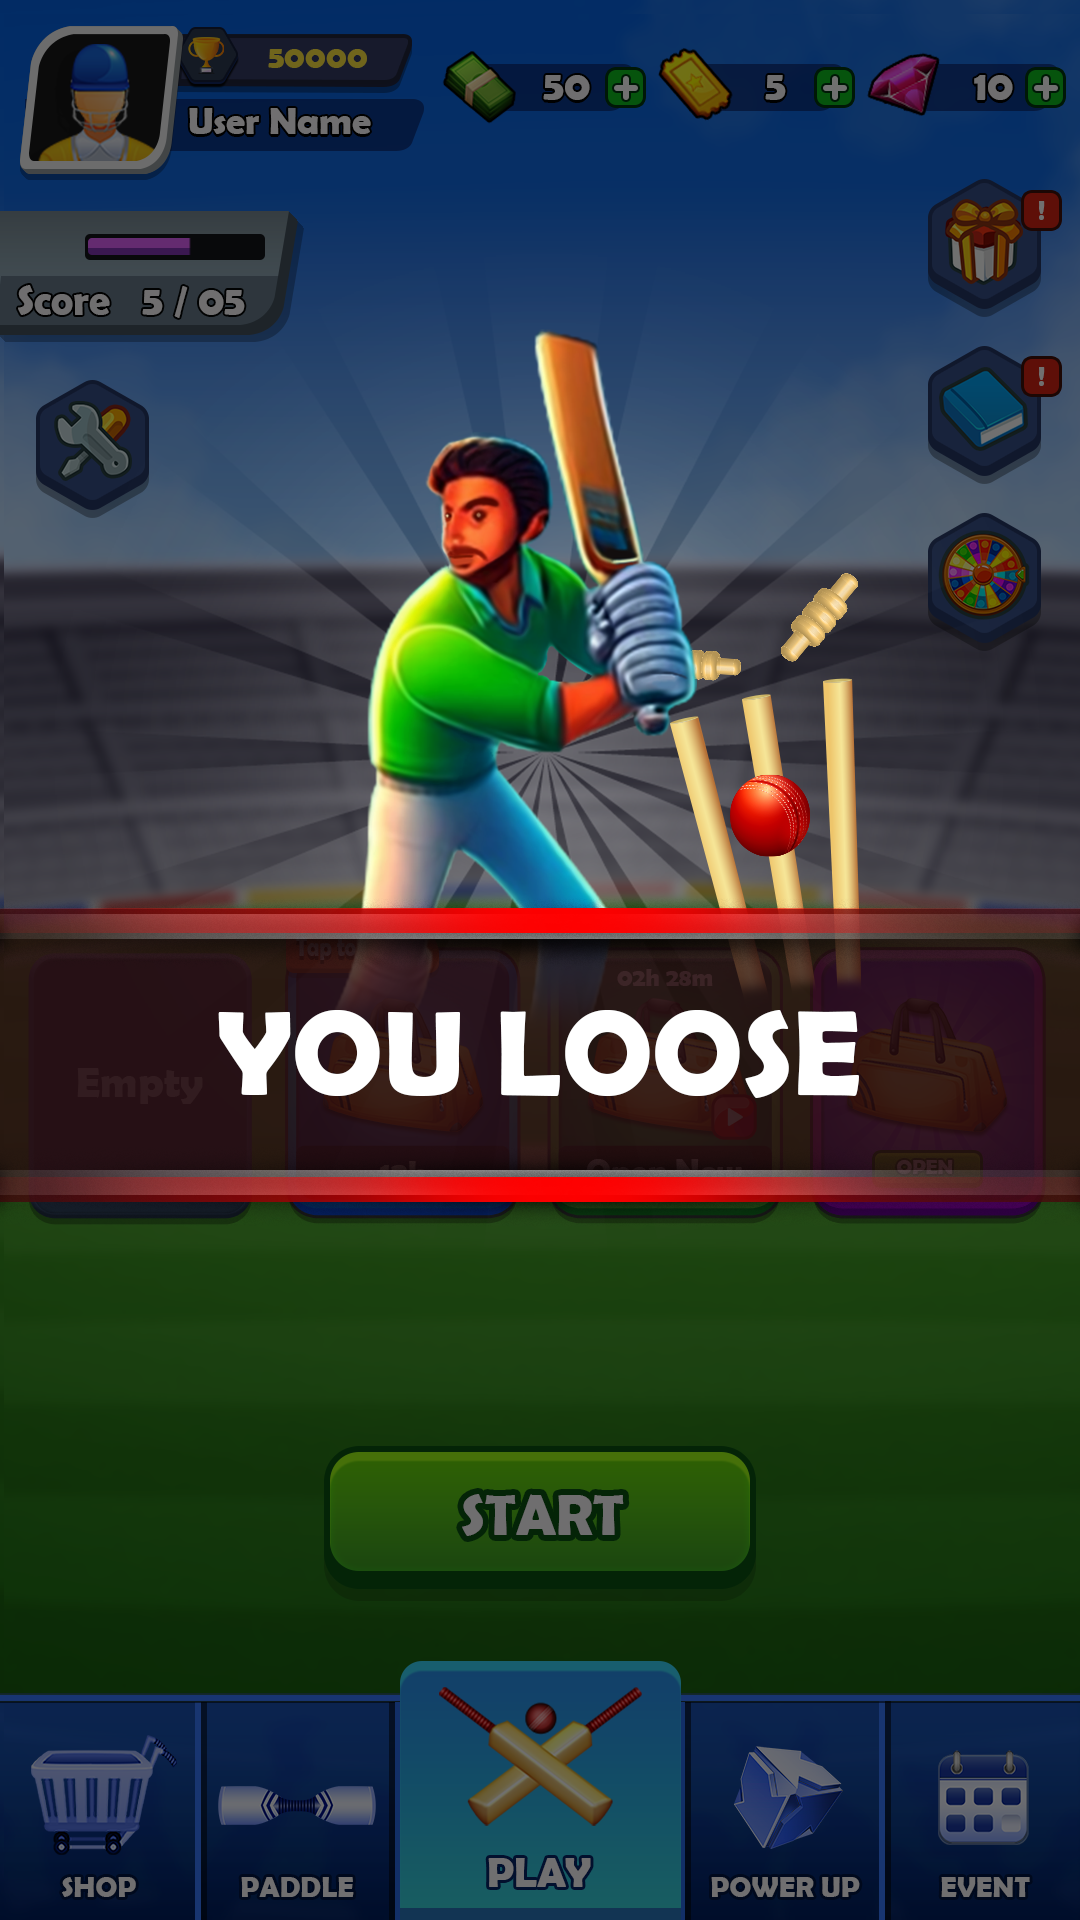 50000
User Name
50
5
10
!
Score 5 / 05
!
Tap to
02h 28m
YOU LOOSE
Empty
Open Now
OPEN
START
SHOP
PADDLE
PLAY
POWER UP
EVENT